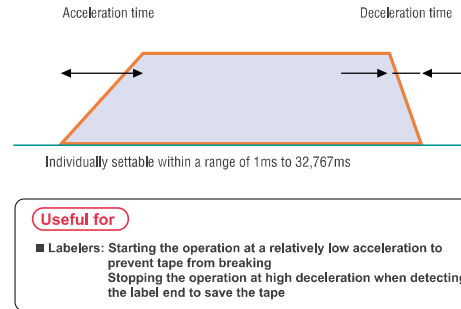 Acceleration time Deceleration time
Individually settable within a range of 1ms to 32,767ms
Useful for
■ Labelers: Starting the operation at a relatively low acceleration to
prevent tape from breaking
Stopping the operation at high deceleration when detecting
the label end to save the tape